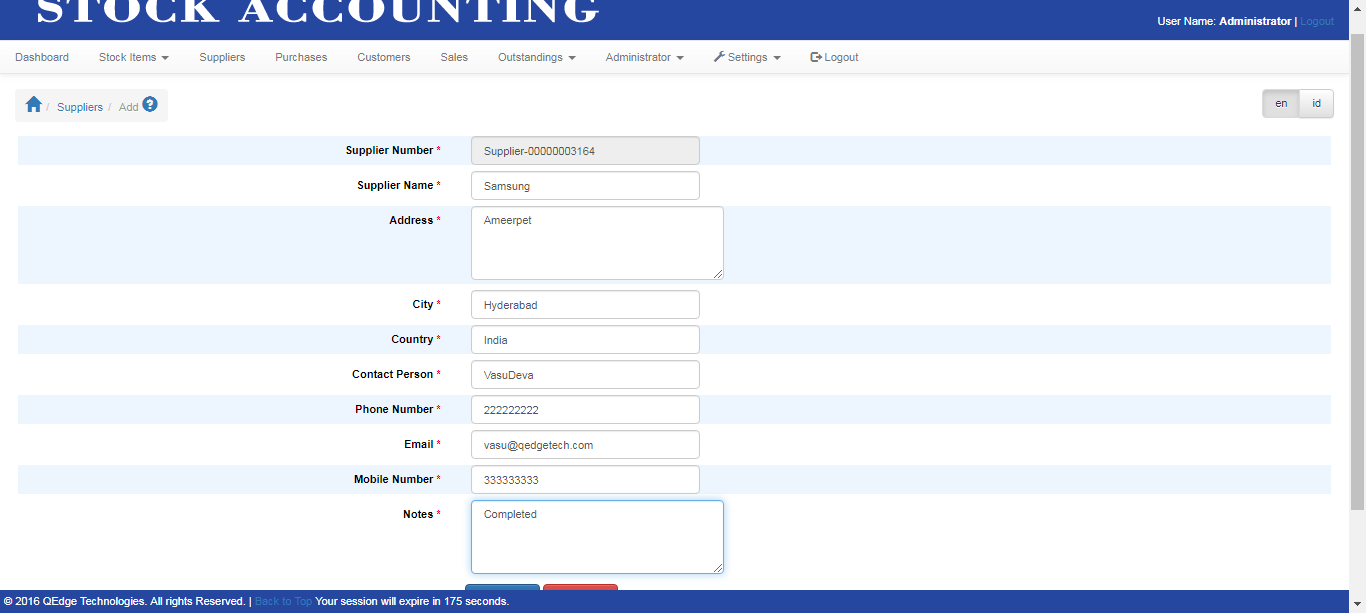 STOCK ACCOUNTING
User Name: Administrator | Logout
Dashboard Stock Items Suppliers Purchases Customers Sales Outstandings Administrator Settings Logout
/ Suppliers / Add ?
en id
Supplier Number * Supplier-00000003164
Supplier Name * Samsung
Address * Ameerpet
City * Hyderabad
Country * India
Contact Person * VasuDeva
Phone Number * 222222222
Email * vasu@qedgetech.com
Mobile Number * 333333333
Notes * Completed
© 2016 QEdge Technologies. All rights Reserved. | Back to Top Your session will expire in 175 seconds.